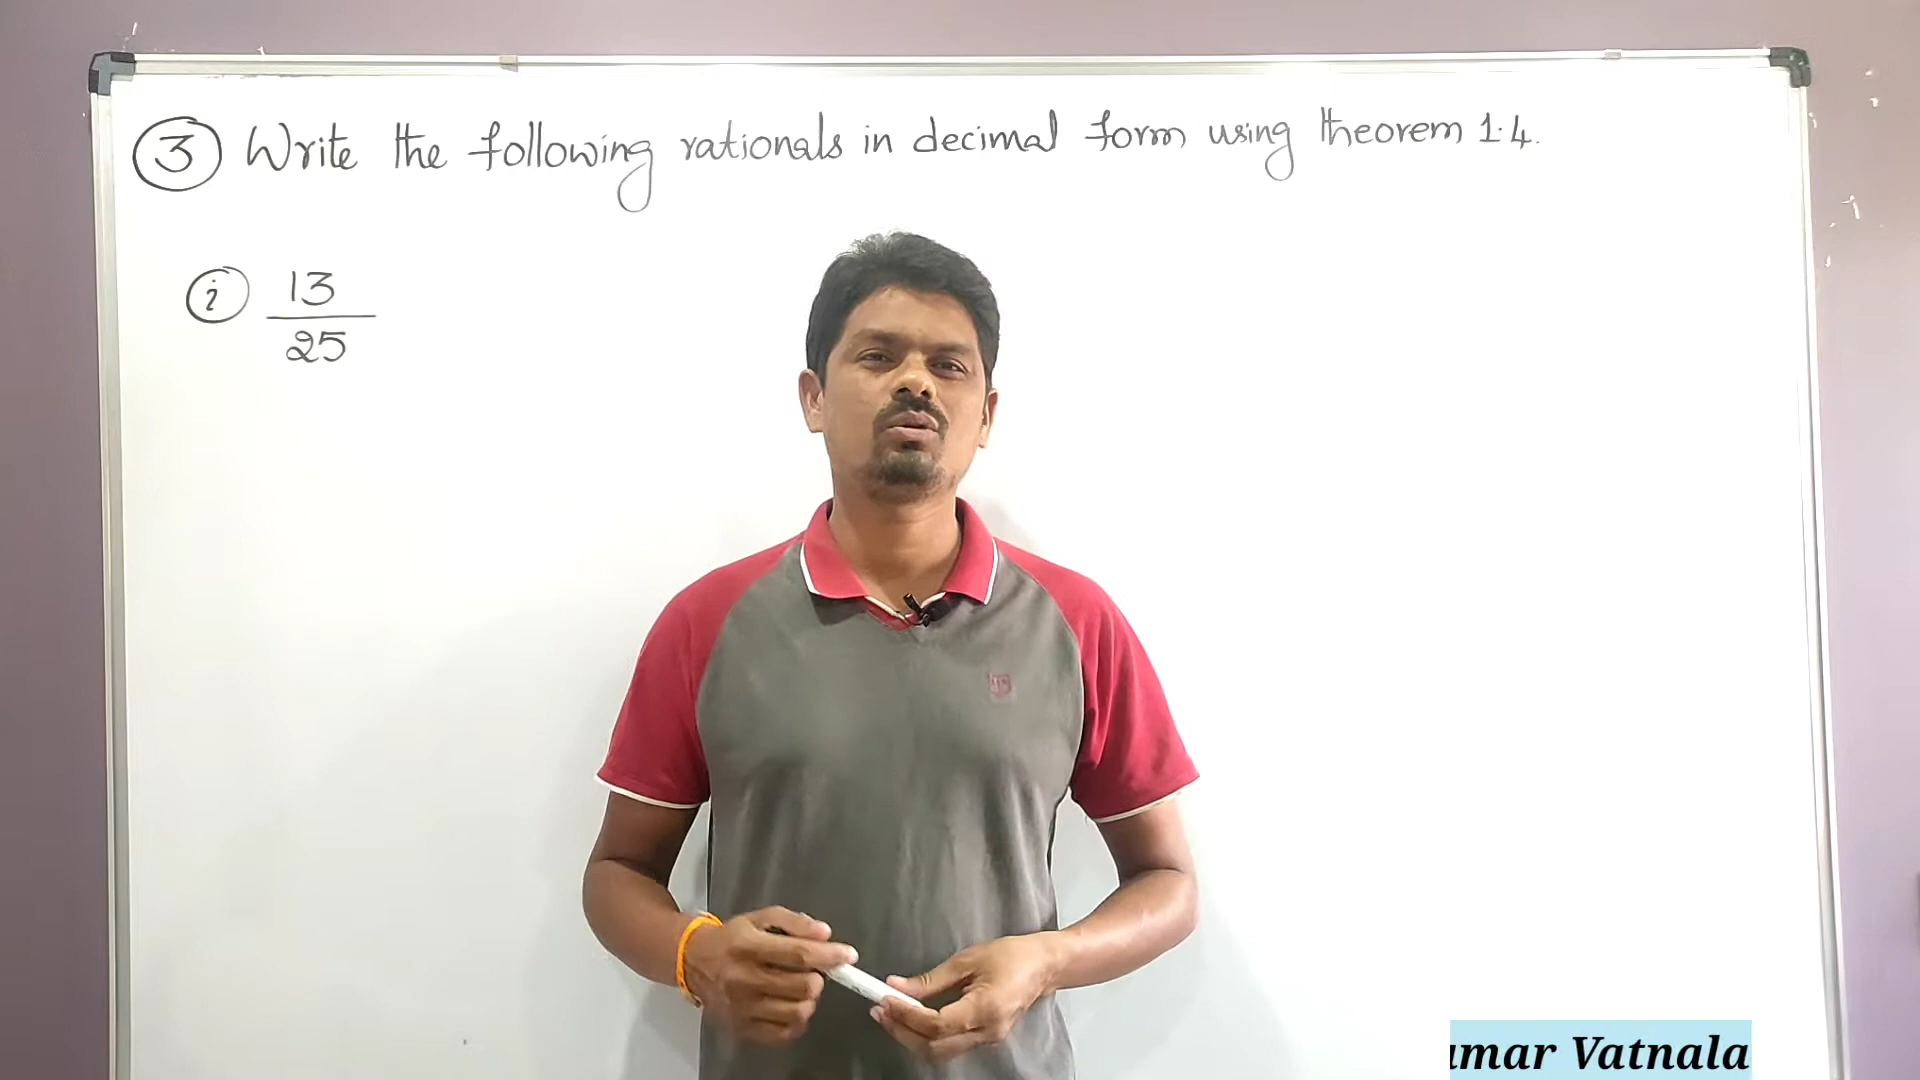 3 Write the following rationals in decimal form using theorem 1.4.
i 13
25
umar Vatnala